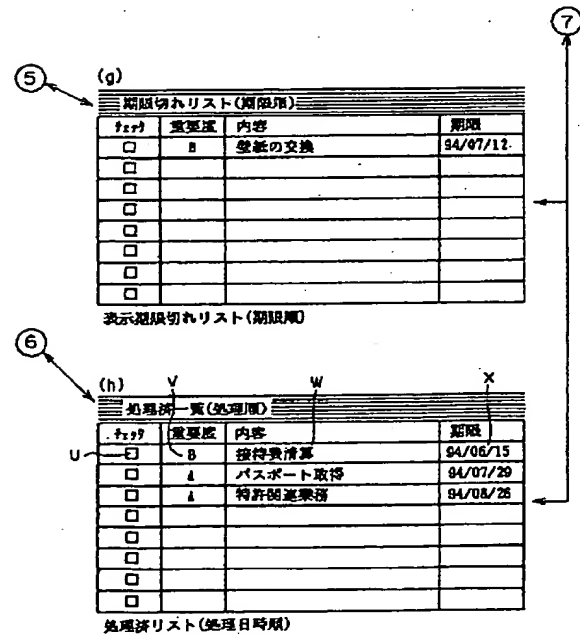 ⑦
⑤
(g)
期限切れリスト(期限順)
チェック 重要度 内容 期限
□ B 壁紙の交換 94/07/12
□
□
□
□
□
□
□
表示期限切れリスト(期限順)
⑥
(h) V W X
処理済一覧(処理順)
チェック 重要度 内容 期限
U □ B 接待費清算 94/06/15
□ A パスポート取得 94/07/29
□ A 特許関連業務 94/08/26
□
□
□
□
□
処理済リスト(処理日時順)